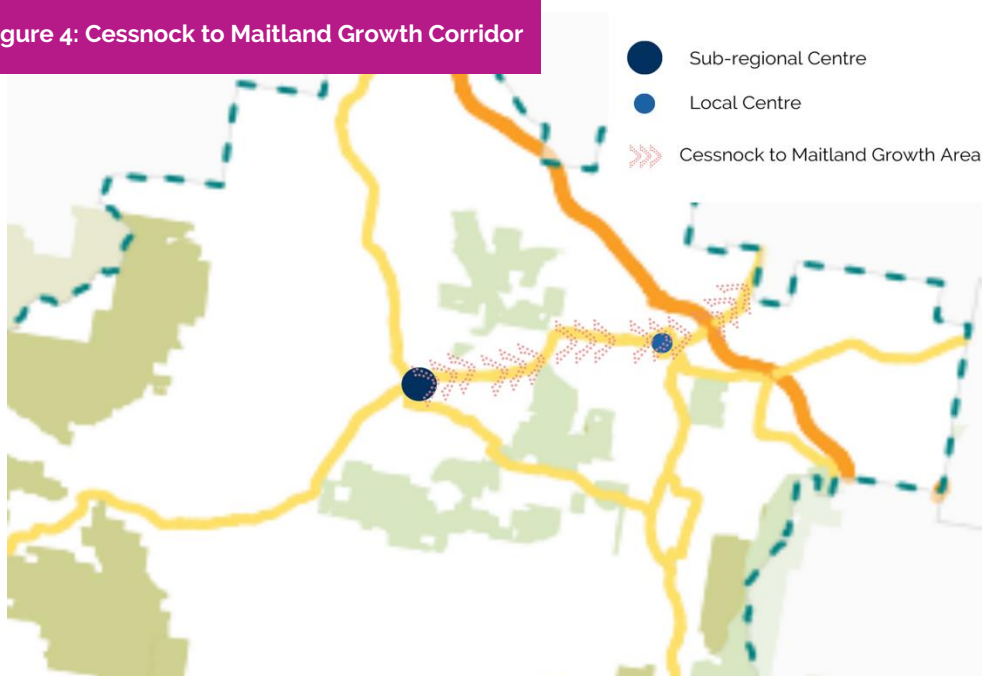 gure 4: Cessnock to Maitland Growth Corridor
Sub-regional Centre
Local Centre
Cessnock to Maitland Growth Area